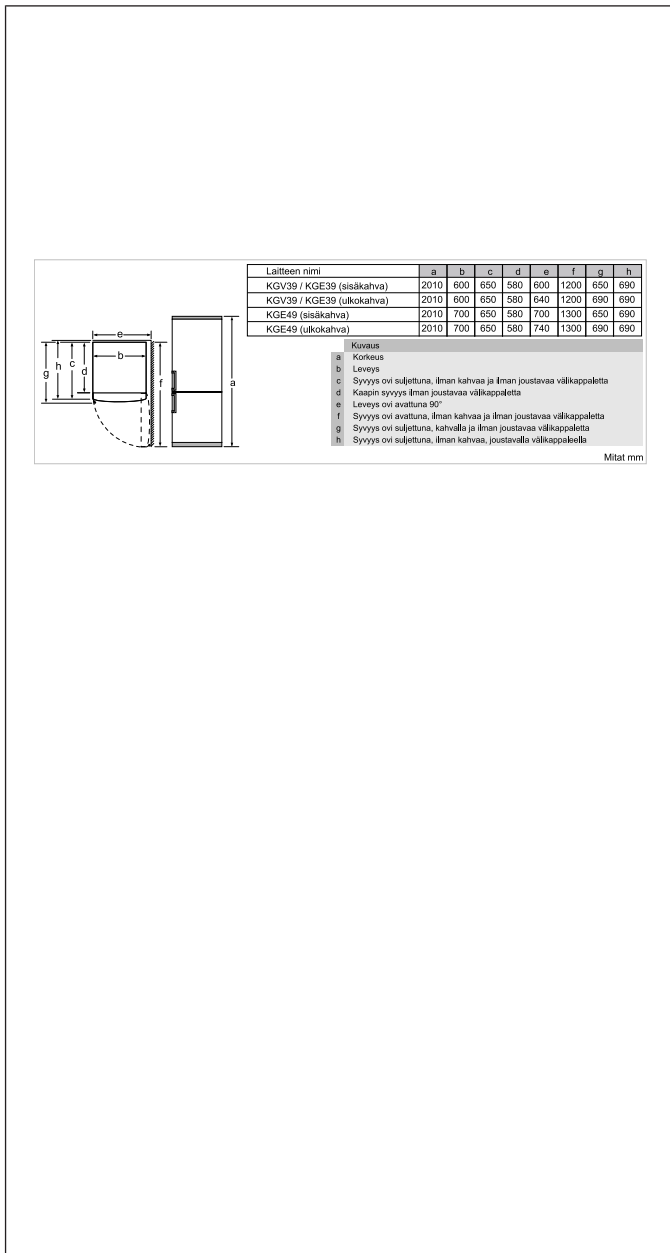 Laitteen nimi a b c d e f g h
KGV39 / KGE39 (sisäkahva) 2010 600 650 580 600 1200 650 690
KGV39 / KGE39 (ulkokahva) 2010 600 650 580 640 1200 690 690
KGE49 (sisäkahva) 2010 700 650 580 700 1300 650 690
KGE49 (ulkokahva) 2010 700 650 580 740 1300 690 690
e
b
g h c d f a
Kuvaus
a Korkeus
b Leveys
c Syvyys ovi suljettuna, ilman kahvaa ja ilman joustavaa välikappaletta
d Kaapin syvyys ilman joustavaa välikappaletta
e Leveys ovi avattuna 90°
f Syvyys ovi avattuna, ilman kahvaa ja ilman joustavaa välikappaletta
g Syvyys ovi suljettuna, kahvalla ja ilman joustavaa välikappaletta
h Syvyys ovi suljettuna, ilman kahvaa, joustavalla välikappaleella
Mitat mm